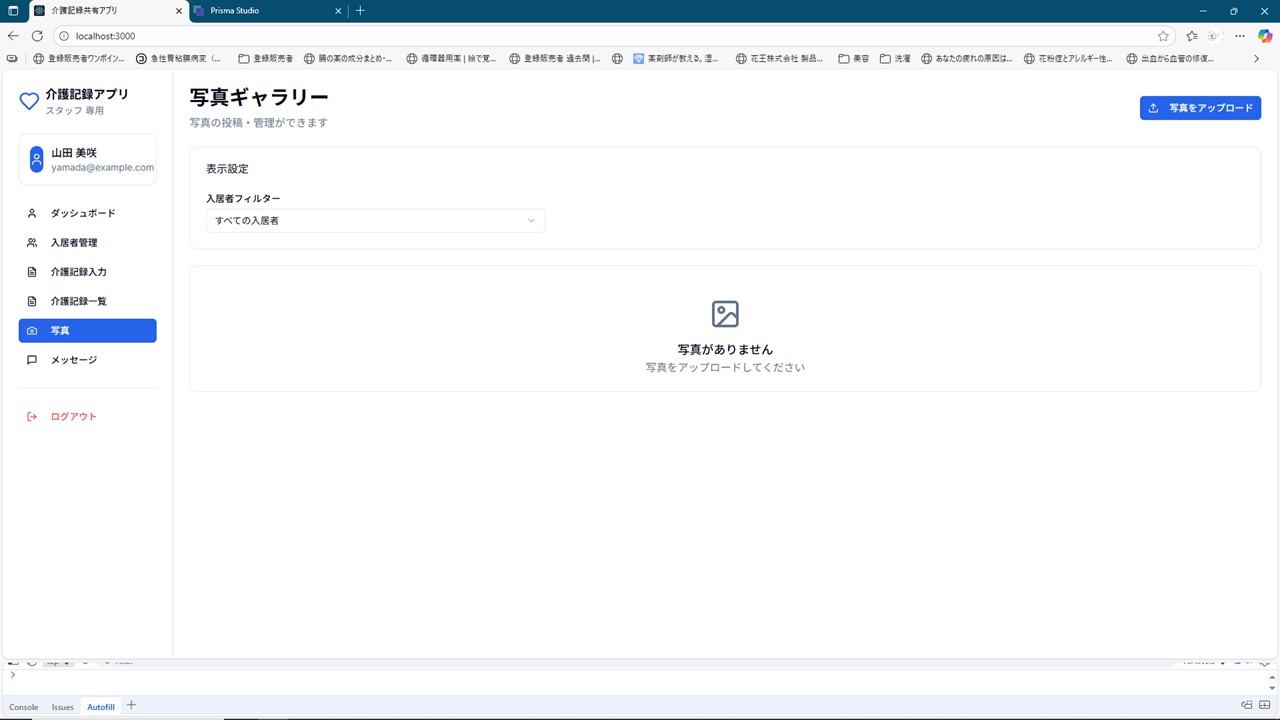 介護記録共有アプリ
Prisma Studio
localhost:3000
登録販売者ワンポイン...
急性胃粘膜病変（...
登録販売者
腸の薬の成分まとめ-...
循環器用薬 | 絵で覚...
登録販売者 過去問 |...
薬剤師が教える。湿...
花王株式会社 製品...
美容
洗濯
あなたの疲れの原因は...
花粉症とアレルギー性...
出血から血管の修復...
介護記録アプリ
スタッフ 専用
山田 美咲
yamada@example.com
ダッシュボード
入居者管理
介護記録入力
介護記録一覧
写真
メッセージ
ログアウト
写真ギャラリー
写真の投稿・管理ができます
写真をアップロード
表示設定
入居者フィルター
すべての入居者
写真がありません
写真をアップロードしてください
Console
Issues
Autofill